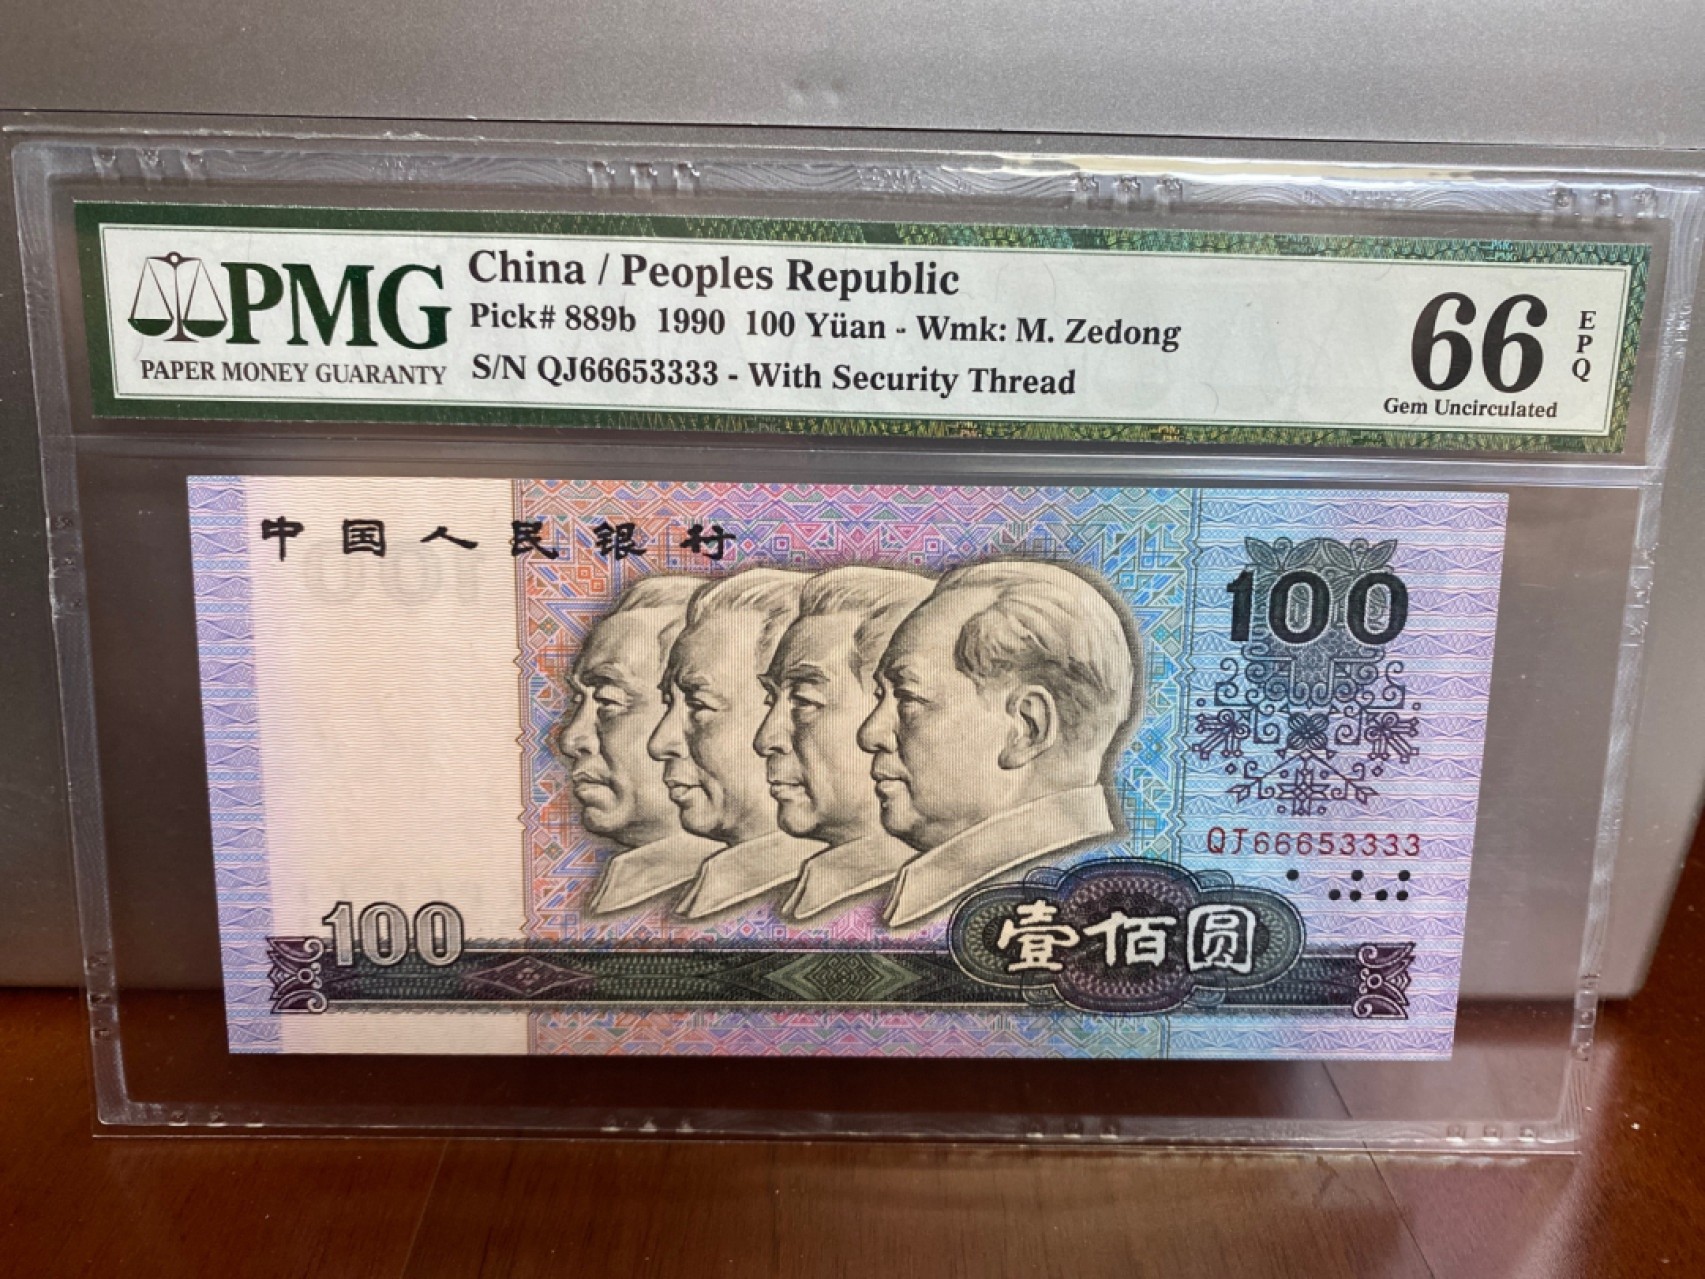 PMG
PAPER MONEY GUARANTY
China / Peoples Republic
Pick# 889b 1990 100 Yüan - Wmk: M. Zedong
S/N QJ66653333 - With Security Thread
66
EPQ
Gem Uncirculated
中国人民银行
100
QJ66653333
100
壹佰圆